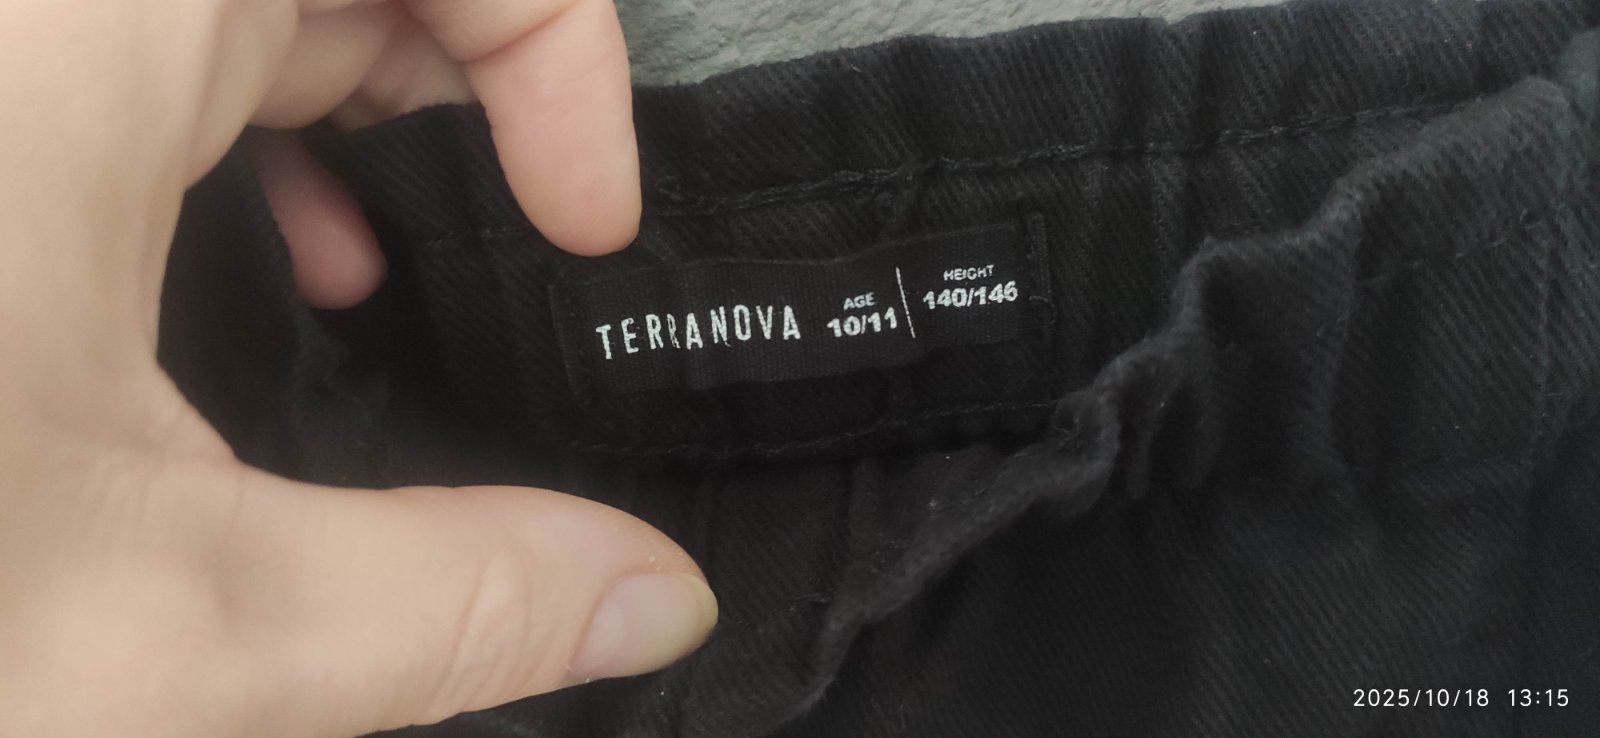 TERRANOVA
AGE
10/11
HEIGHT
140/146
2025/10/18 13:15